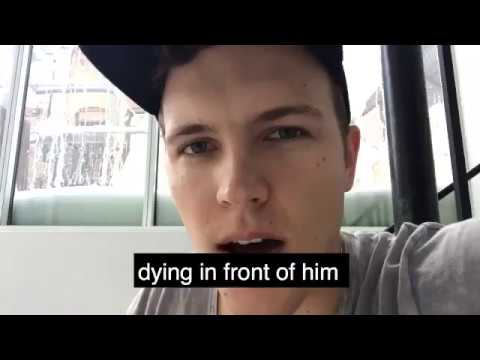 dying in front of him